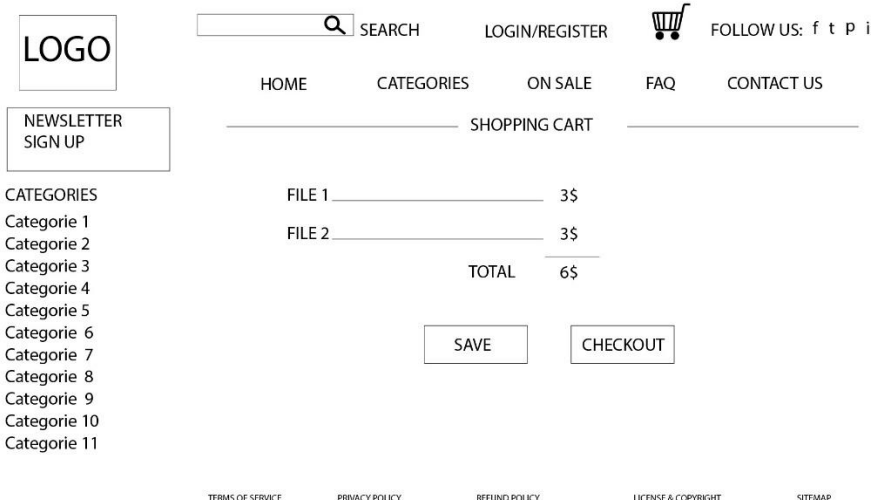 LOGO
SEARCH
LOGIN/REGISTER
FOLLOW US: f t p i
HOME CATEGORIES ON SALE FAQ CONTACT US
NEWSLETTER
SIGN UP
SHOPPING CART
CATEGORIES
Categorie 1
Categorie 2
Categorie 3
Categorie 4
Categorie 5
Categorie 6
Categorie 7
Categorie 8
Categorie 9
Categorie 10
Categorie 11
FILE 1 3$
FILE 2 3$
TOTAL 6$
SAVE CHECKOUT
TERMS OF SERVICE PRIVACY POLICY REFUND POLICY LICENSE & COPYRIGHT SITEMAP